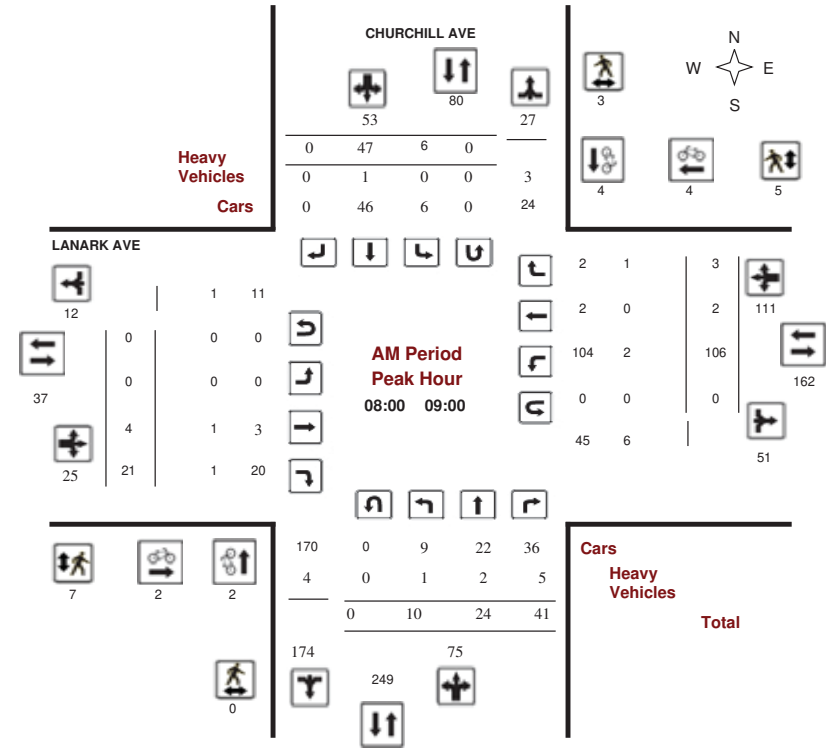 CHURCHILL AVE
N
W E
S
80
53 27
3
0 47 6 0
Heavy
Vehicles
0 1 0 0 3
Cars 0 46 6 0 24
4 4 5
LANARK AVE
12
1 11
2 1 3
111
0 0 0
2 0 2
37
AM Period
Peak Hour
104 2 106
162
0 0 0
08:00 09:00
0 0 0
4 1 3
45 6
51
25 21 1 20
170 0 9 22 36 Cars
4 0 1 2 5 Heavy
Vehicles
7 2 2
0 10 24 41 Total
174 75
249
0